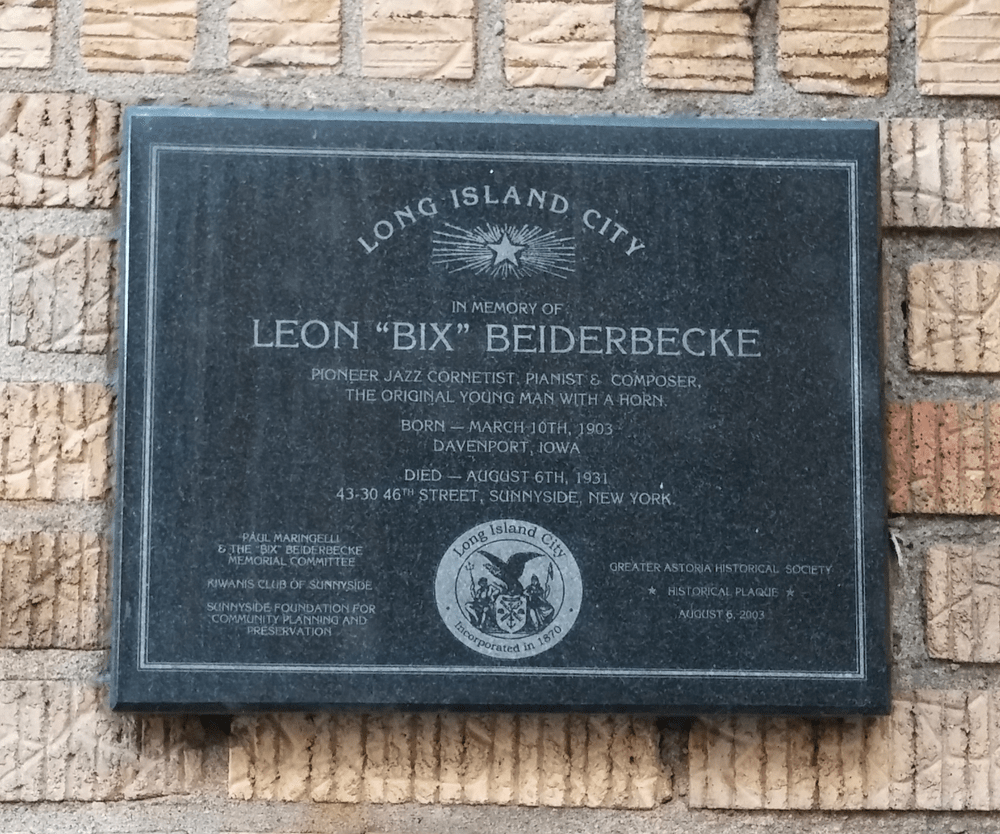 LONG ISLAND CITY
IN MEMORY OF
LEON “BIX” BEIDERBECKE
PIONEER JAZZ CORNETIST, PIANIST & COMPOSER,
THE ORIGINAL YOUNG MAN WITH A HORN.
BORN — MARCH 10TH, 1903
DAVENPORT, IOWA
DIED — AUGUST 6TH, 1931
43-30 46TH STREET, SUNNYSIDE, NEW YORK.
PAUL MARINGELLI
& THE “BIX” BEIDERBECKE
MEMORIAL COMMITTEE
KIWANIS CLUB OF SUNNYSIDE
SUNNYSIDE FOUNDATION FOR
COMMUNITY PLANNING AND
PRESERVATION
Long Island City
Incorporated in 1870
GREATER ASTORIA HISTORICAL SOCIETY
★ HISTORICAL PLAQUE ★
AUGUST 6, 2003